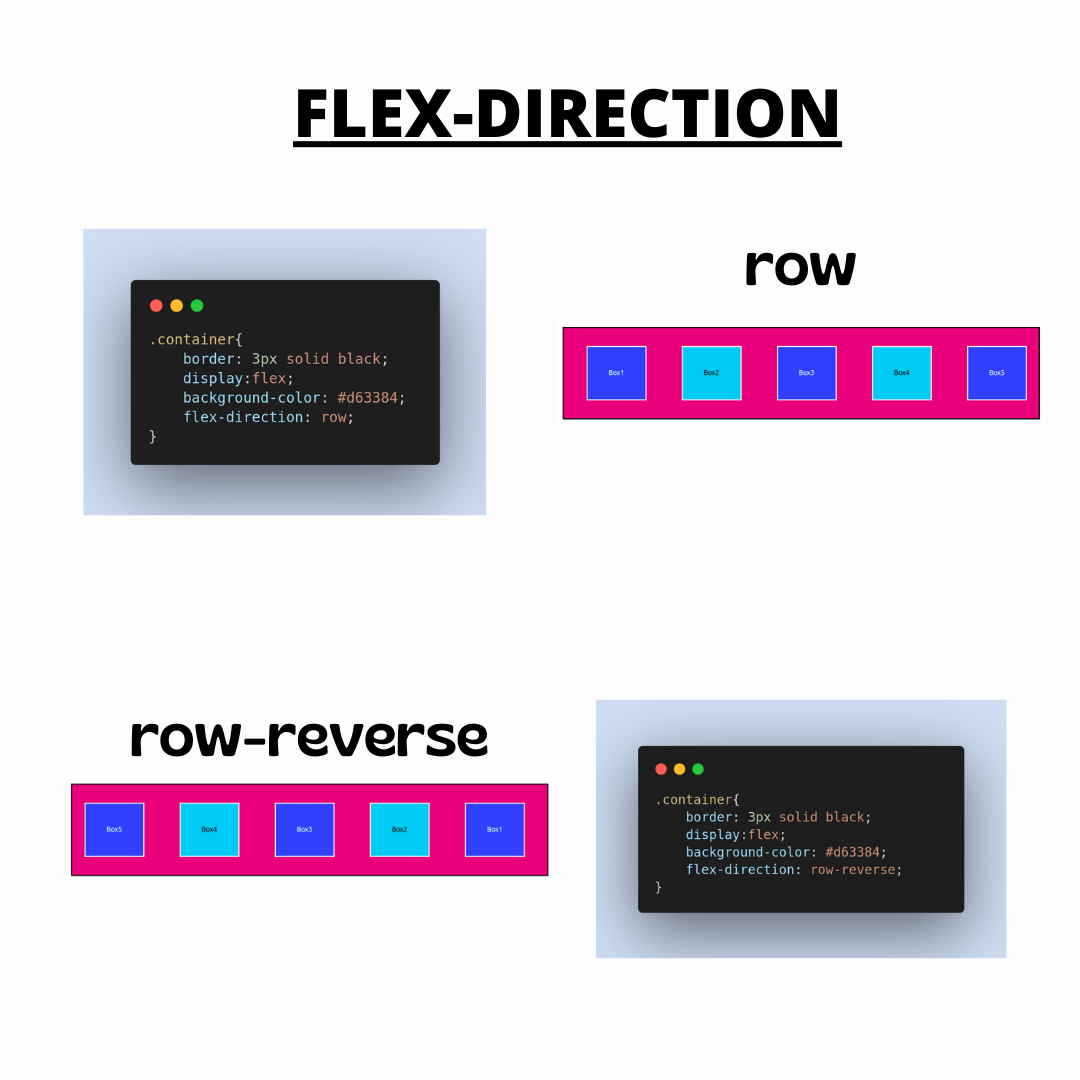 FLEX-DIRECTION
.container{
    border: 3px solid black;
    display:flex;
    background-color: #d63384;
    flex-direction: row;
}
row
Box1 Box2 Box3 Box4 Box5
row-reverse
Box5 Box4 Box3 Box2 Box1
.container{
    border: 3px solid black;
    display:flex;
    background-color: #d63384;
    flex-direction: row-reverse;
}